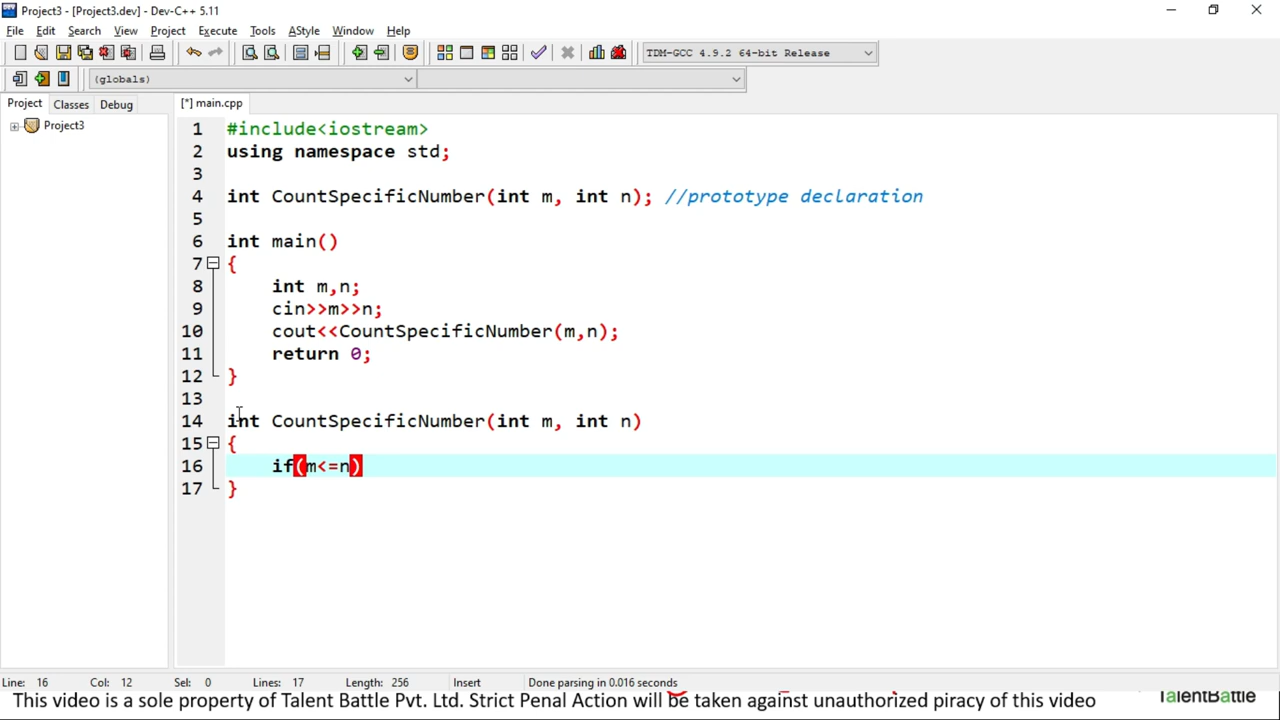 Project3 - [Project3.dev] - Dev-C++ 5.11
File Edit Search View Project Execute Tools AStyle Window Help
TDM-GCC 4.9.2 64-bit Release
(globals)
Project Classes Debug
[*] main.cpp
Project3
1 #include<iostream>
2 using namespace std;
3
4 int CountSpecificNumber(int m, int n); //prototype declaration
5
6 int main()
7 {
8 int m,n;
9 cin>>m>>n;
10 cout<<CountSpecificNumber(m,n);
11 return 0;
12 }
13
14 int CountSpecificNumber(int m, int n)
15 {
16 if(m<=n)
17 }
Line: 16 Col: 12 Sel: 0 Lines: 17 Length: 256 Insert Done parsing in 0.016 seconds
This video is a sole property of Talent Battle Pvt. Ltd. Strict Penal Action will be taken against unauthorized piracy of this video
TalentBattle